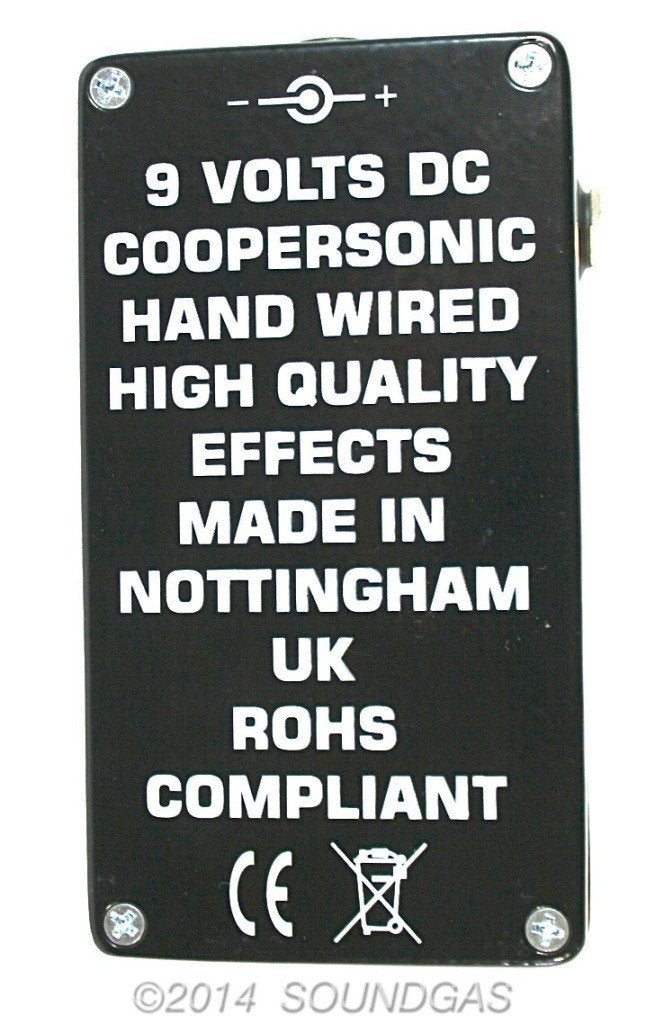 - +
9 VOLTS DC
COOPERSONIC
HAND WIRED
HIGH QUALITY
EFFECTS
MADE IN
NOTTINGHAM
UK
ROHS
COMPLIANT
CE
©2014 SOUNDGAS